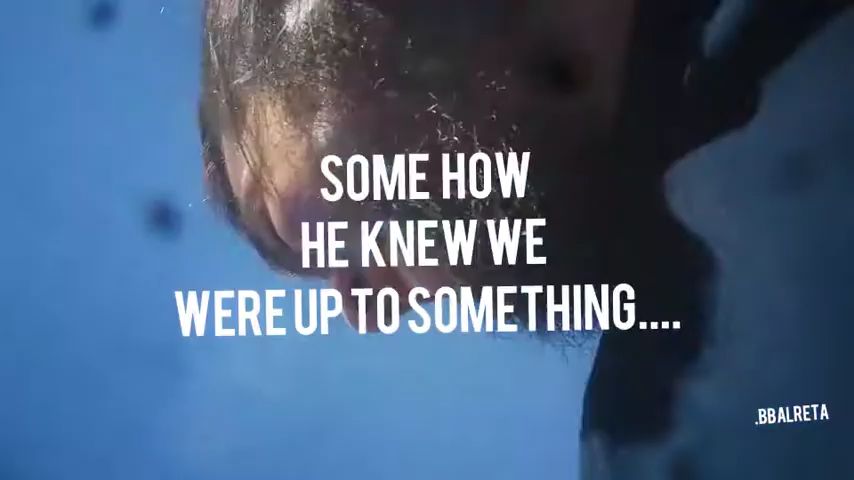 SOME HOW
HE KNEW WE
WERE UP TO SOMETHING....
.BBALRETA